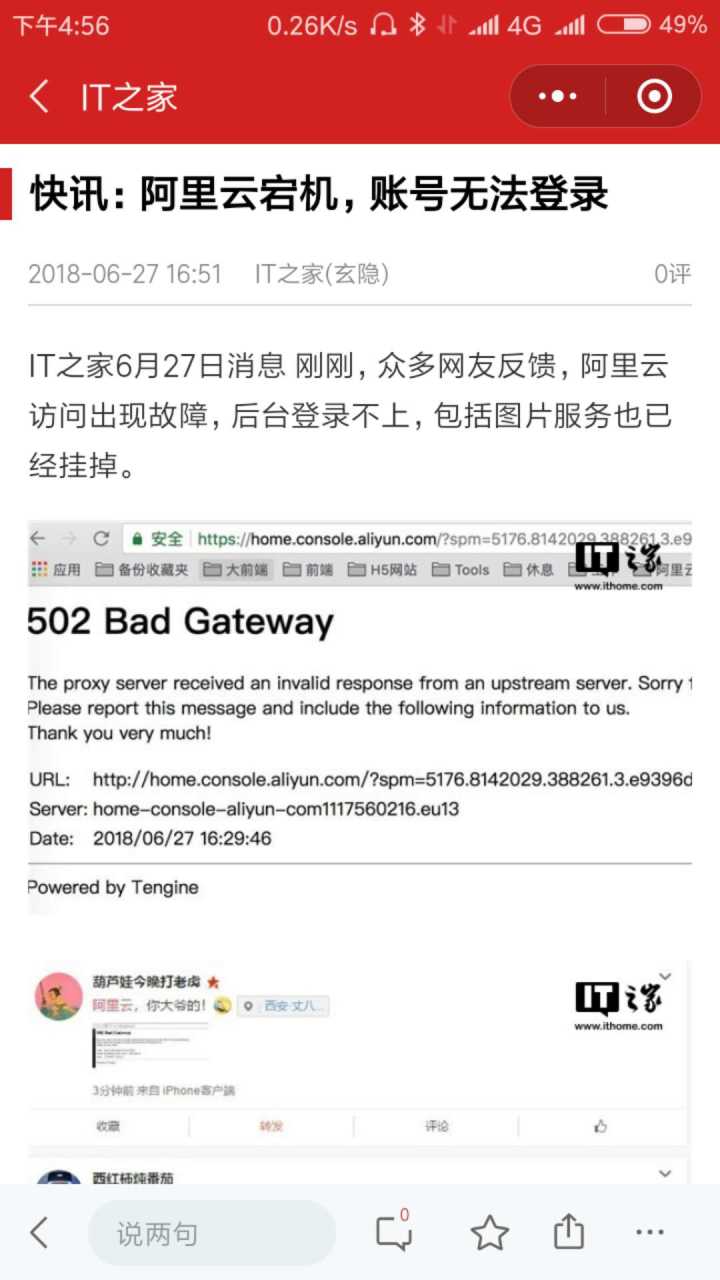 下午4:56
0.26K/s
4G
49%
IT之家
快讯：阿里云宕机，账号无法登录
2018-06-27 16:51 IT之家(玄隐) 0评
IT之家6月27日消息 刚刚，众多网友反馈，阿里云
访问出现故障，后台登录不上，包括图片服务也已
经挂掉。
安全 https://home.console.aliyun.com/?spm=5176.8142029.388261.3.e9
应用 备份收藏夹 大前端 前端 H5网站 Tools 休息 阿里云
IT之家
www.ithome.com
502 Bad Gateway
The proxy server received an invalid response from an upstream server. Sorry
Please report this message and include the following information to us.
Thank you very much!
URL: http://home.console.aliyun.com/?spm=5176.8142029.388261.3.e9396d
Server: home-console-aliyun-com1117560216.eu13
Date: 2018/06/27 16:29:46
Powered by Tengine
葫芦娃今晚打老虎
阿里云，你大爷的！ 西安·丈八...
IT之家
www.ithome.com
502 Bad Gateway
3分钟前 来自 iPhone客户端
收藏 转发 评论
西红柿炖番茄
说两句
0